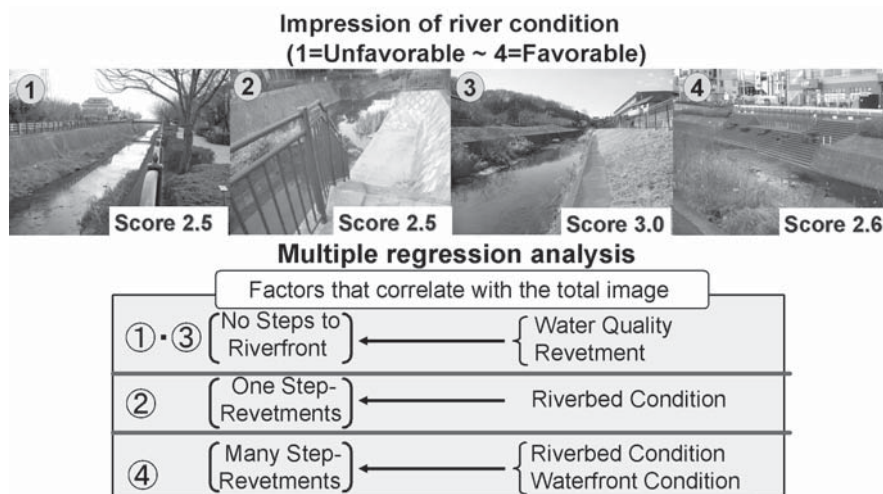 Impression of river condition
(1=Unfavorable ~ 4=Favorable)
1 2 3 4
Score 2.5 Score 2.5 Score 3.0 Score 2.6
Multiple regression analysis
Factors that correlate with the total image
①・③ No Steps to
Riverfront
Water Quality
Revetment
② One Step-
Revetments
Riverbed Condition
④ Many Step-
Revetments
Riverbed Condition
Waterfront Condition